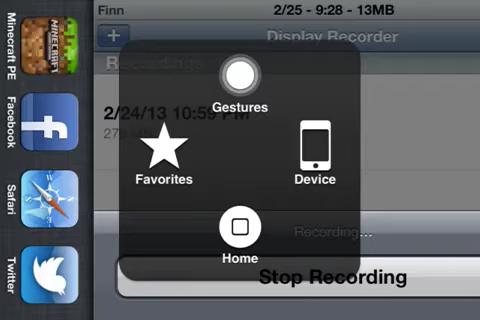 Finn
2/25 - 9:28 - 13MB
Display Recorder
Recordings
Minecraft PE
Facebook
Safari
Twitter
Gestures
2/24/13 10:59 PM
Favorites
Device
Recording...
Home
Stop Recording